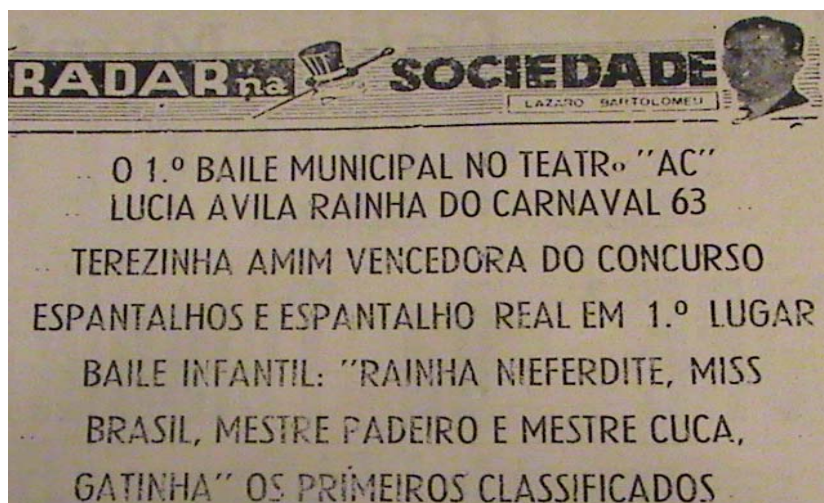 RADAR na SOCIEDADE
LAZARO BARTOLOMEU
O 1.º BAILE MUNICIPAL NO TEATRo "AC"
LUCIA AVILA RAINHA DO CARNAVAL 63
TEREZINHA AMIM VENCEDORA DO CONCURSO
ESPANTALHOS E ESPANTALHO REAL EM 1.º LUGAR
BAILE INFANTIL: "RAINHA NIEFERDITE, MISS
BRASIL, MESTRE PADEIRO E MESTRE CUCA,
GATINHA" OS PRIMEIROS CLASSIFICADOS